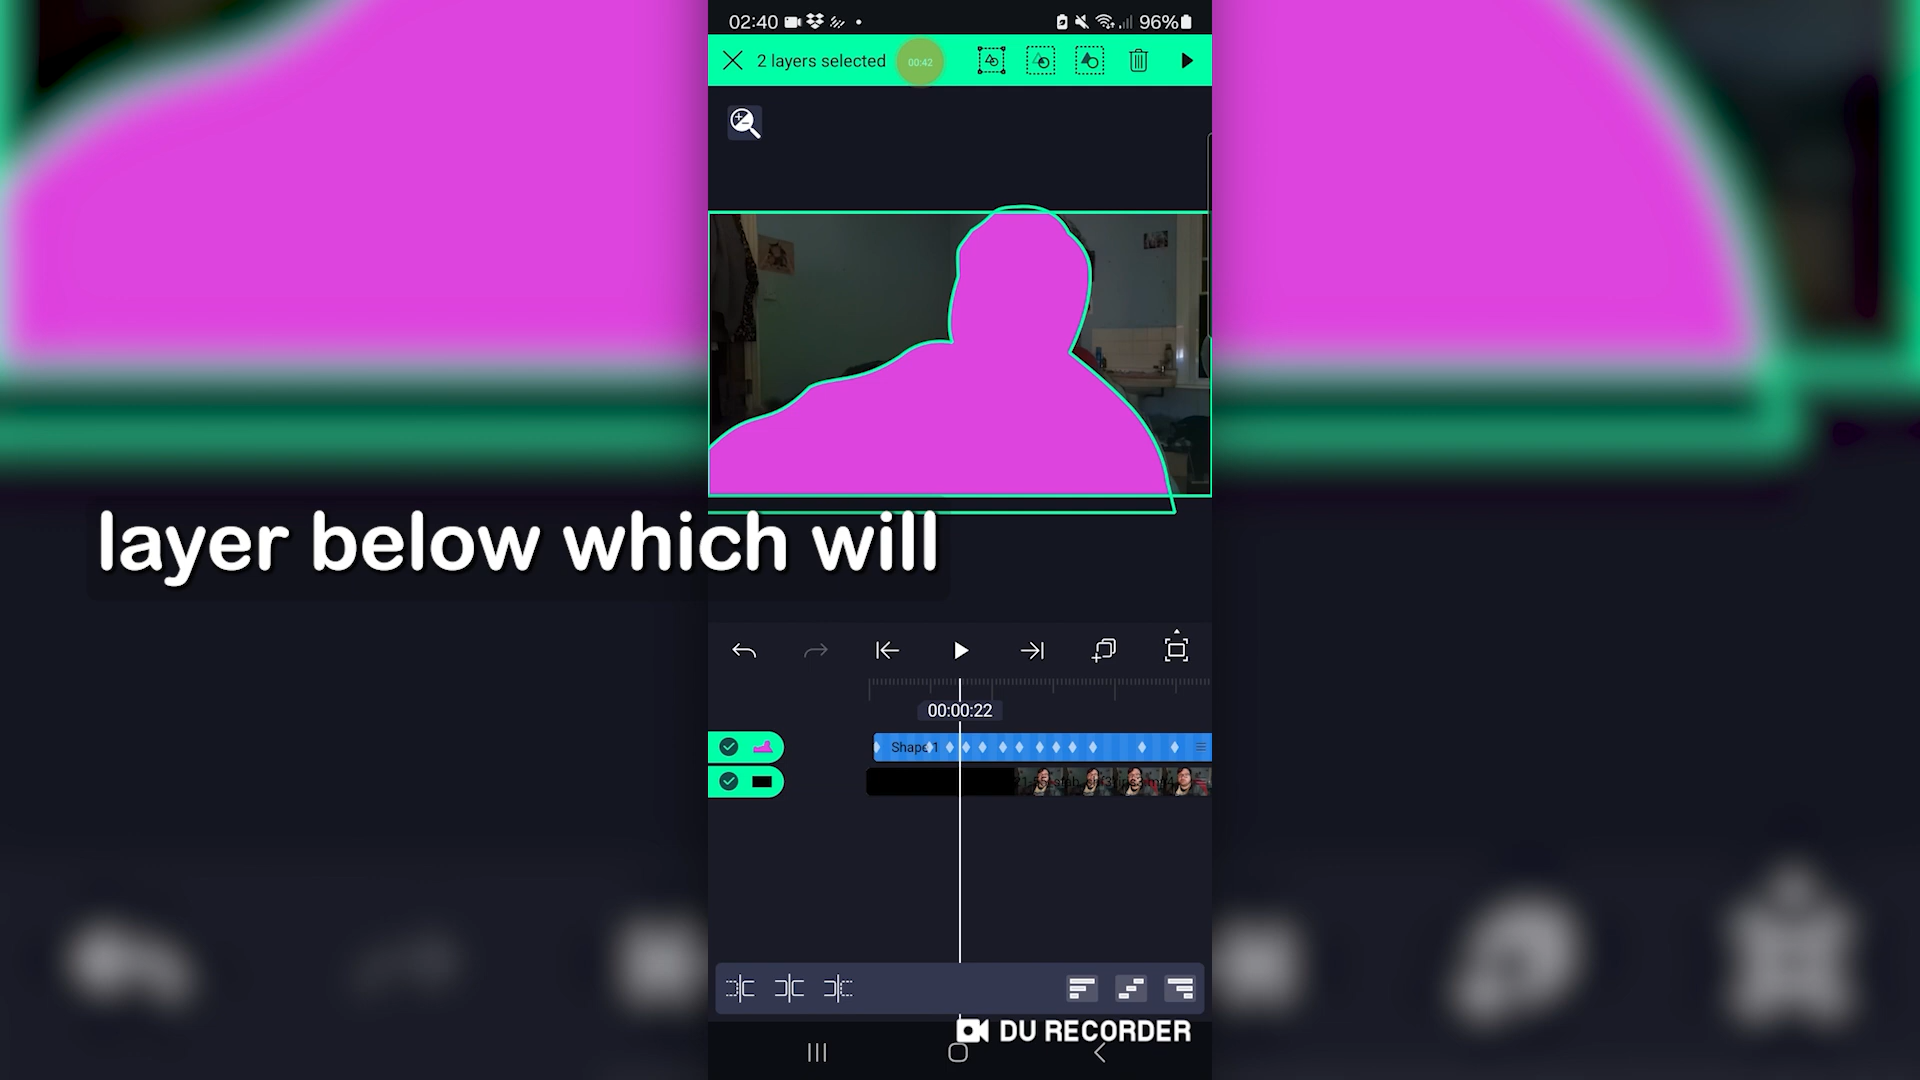 02:40
96%
2 layers selected
00:42
layer below which will
00:00:22
Shape 1
DU RECORDER